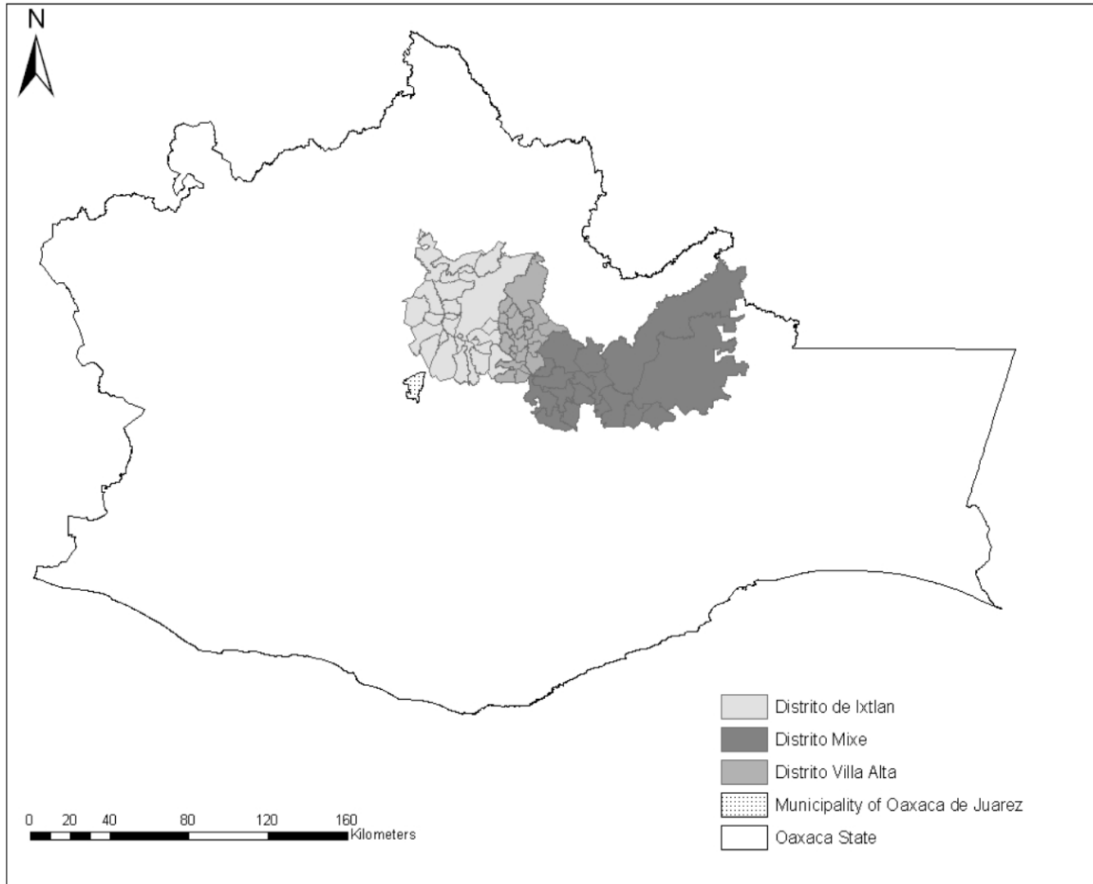 N
Distrito de Ixtlan
Distrito Mixe
Distrito Villa Alta
Municipality of Oaxaca de Juarez
Oaxaca State
0 20 40 80 120 160
Kilometers